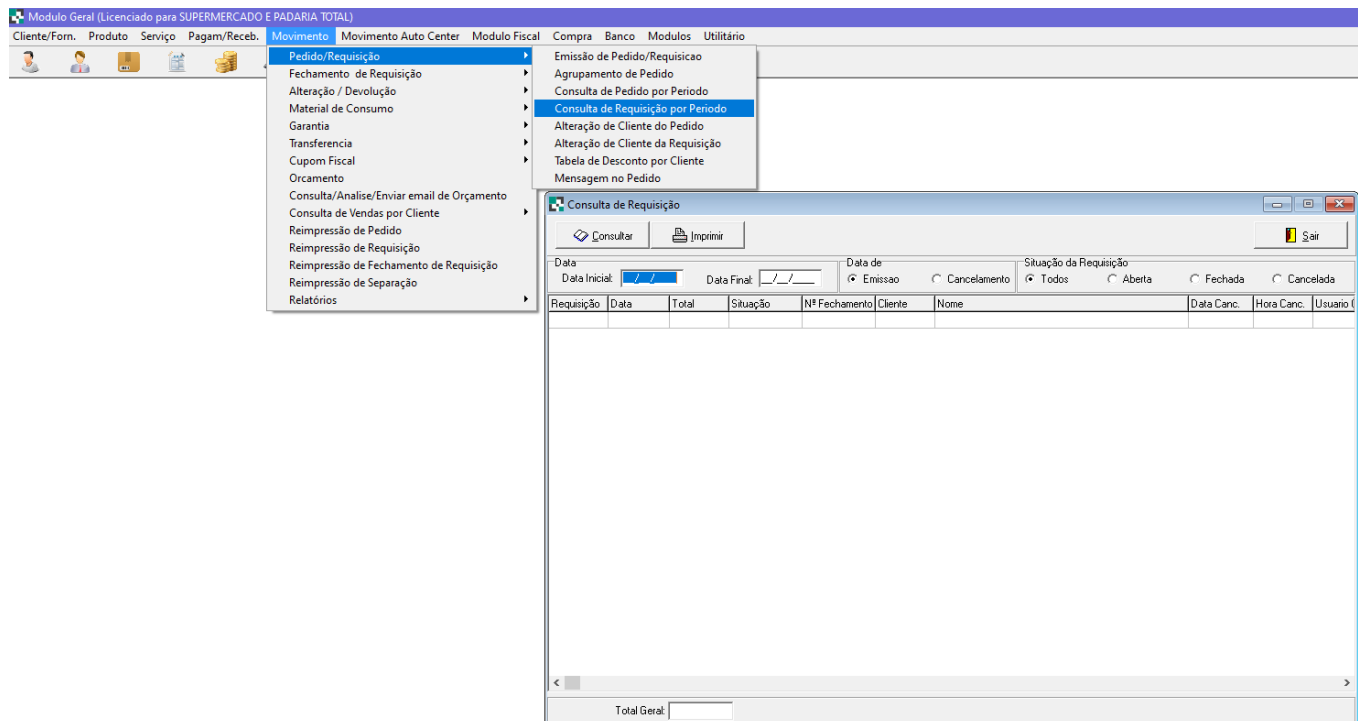 Modulo Geral (Licenciado para SUPERMERCADO E PADARIA TOTAL)
Cliente/Forn. Produto Serviço Pagam/Receb. Movimento Movimento Auto Center Modulo Fiscal Compra Banco Modulos Utilitário
Pedido/Requisição
Fechamento de Requisição
Alteração / Devolução
Material de Consumo
Garantia
Transferencia
Cupom Fiscal
Orcamento
Consulta/Analise/Enviar email de Orçamento
Consulta de Vendas por Cliente
Reimpressão de Pedido
Reimpressão de Requisição
Reimpressão de Fechamento de Requisição
Reimpressão de Separação
Relatórios
Emissão de Pedido/Requisicao
Agrupamento de Pedido
Consulta de Pedido por Periodo
Consulta de Requisição por Periodo
Alteração de Cliente do Pedido
Alteração de Cliente da Requisição
Tabela de Desconto por Cliente
Mensagem no Pedido
Consulta de Requisição
Consultar Imprimir Sair
Data Data de Situação da Requisição
Data Inicial: __/__/____ Data Final: __/__/____ Emissao Cancelamento Todos Aberta Fechada Cancelada
Requisição Data Total Situação Nº Fechamento Cliente Nome Data Canc. Hora Canc. Usuario
Total Geral: